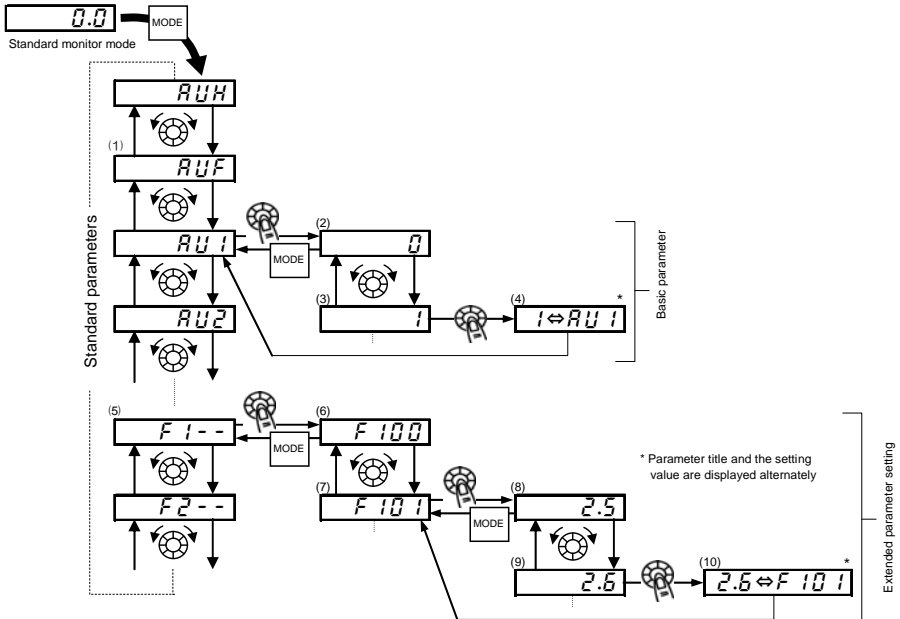 0.0
MODE
Standard monitor mode
AUH
(1)
AUF
Standard parameters
AU1
MODE
(2)
0
(3)
1
(4)
1⇔AU1
*
Basic parameter
AU2
(5)
F1--
MODE
(6)
F100
(7)
F101
* Parameter title and the setting
value are displayed alternately
F2--
MODE
(8)
2.5
(9)
2.6
(10)
2.6⇔F101
*
Extended parameter setting